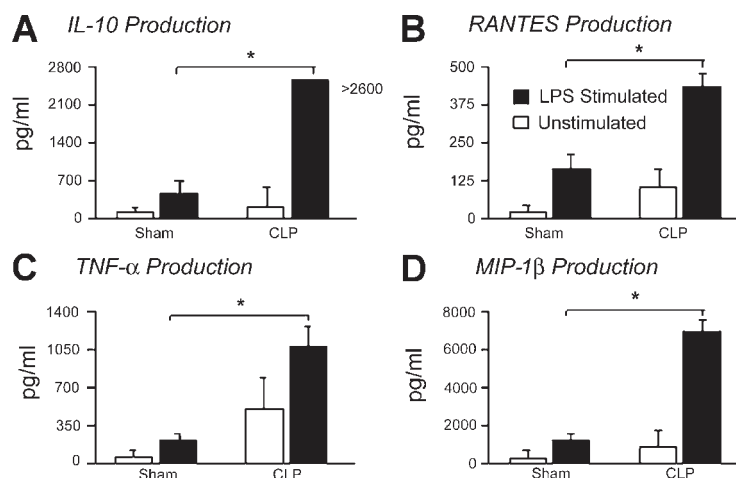 A IL-10 Production
2800
2100
1400
700
0
pg/ml
*
>2600
Sham CLP
B RANTES Production
500
375
250
125
0
pg/ml
*
LPS Stimulated
Unstimulated
Sham CLP
C TNF-α Production
1400
1050
700
350
0
pg/ml
*
Sham CLP
D MIP-1β Production
8000
6000
4000
2000
0
pg/ml
*
Sham CLP